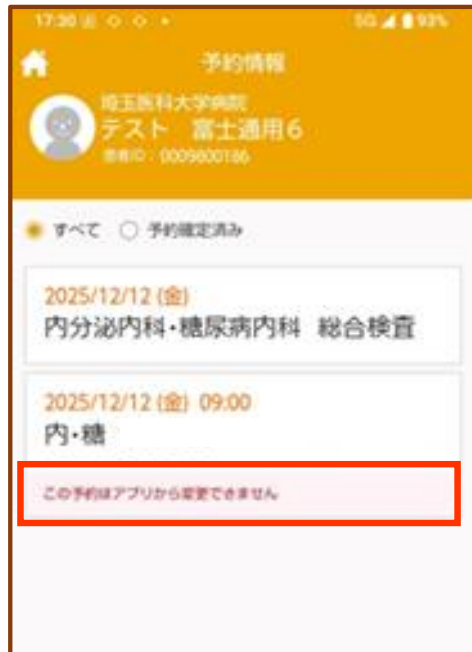 17:30
5G 93%
予約情報
埼玉医科大学病院
テスト 富士通用6
患者ID:0009800186
すべて 予約確定済み
2025/12/12 (金)
内分泌内科・糖尿病内科 総合検査
2025/12/12 (金) 09:00
内・糖
この予約はアプリから変更できません